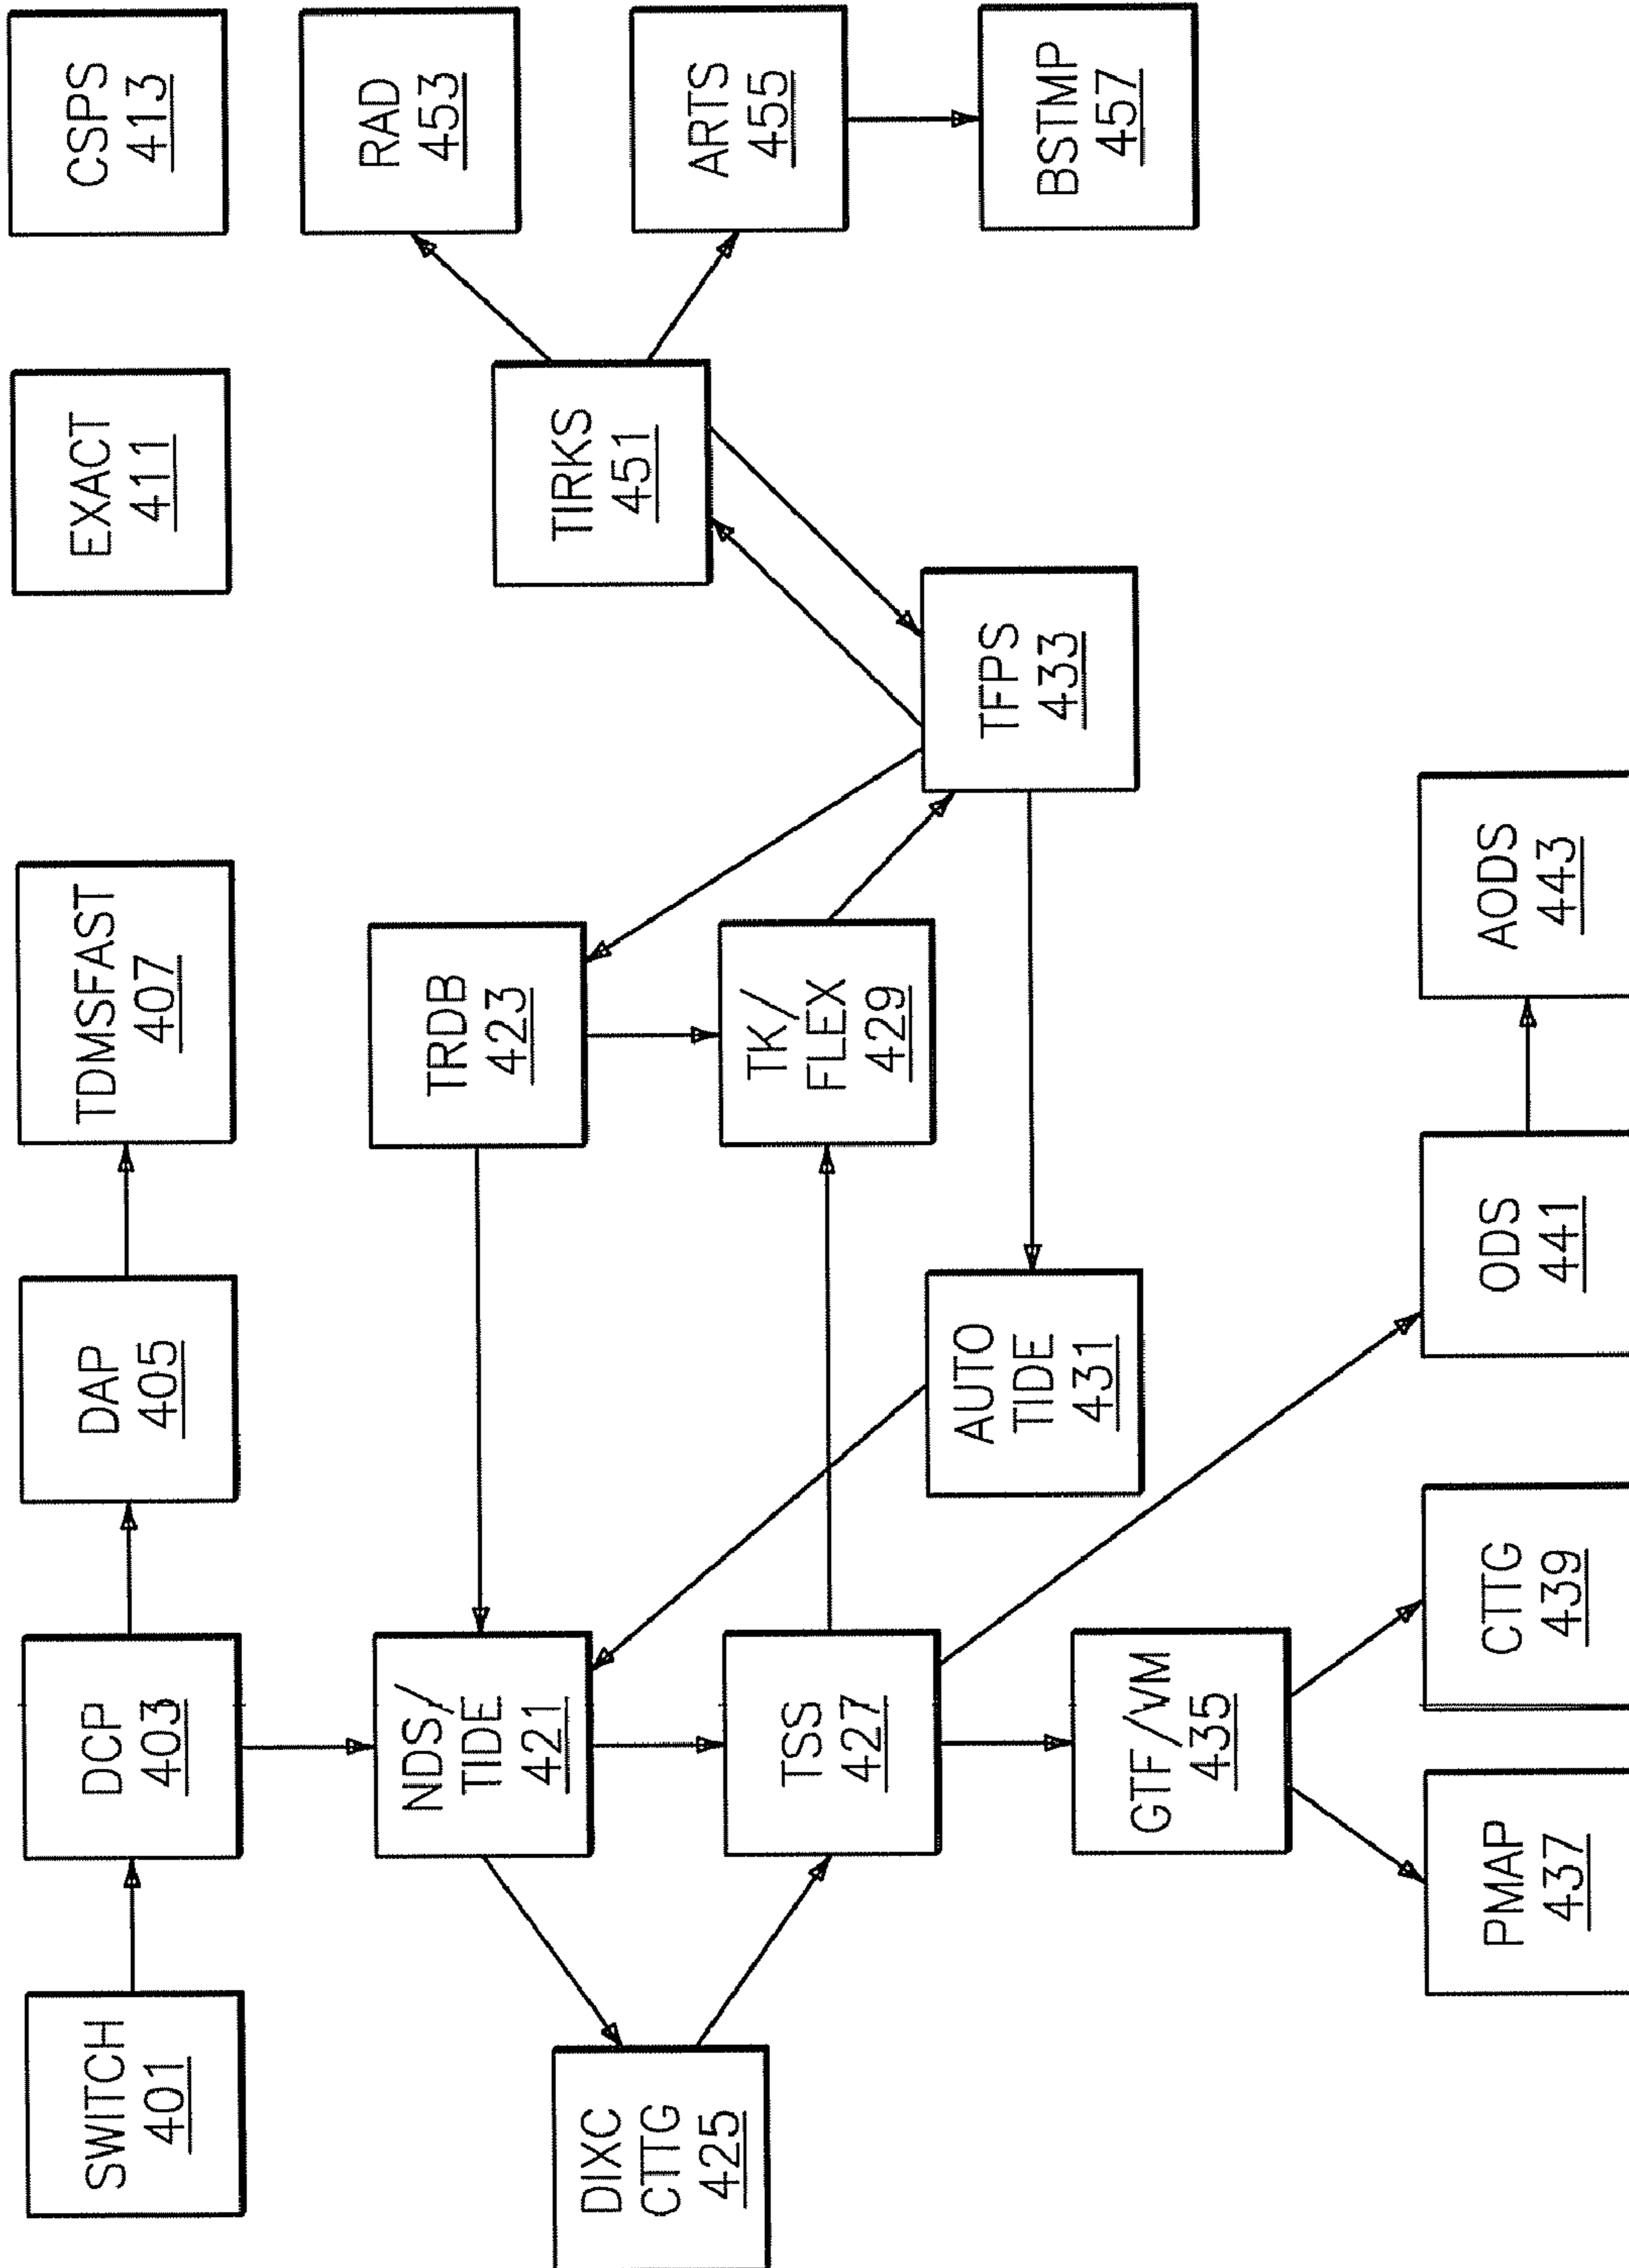 SWITCH
401
DCP
403
DAP
405
TDMSFAST
407
EXACT
411
CSPS
413
NDS/
TIDE
421
TRDB
423
RAD
453
DIXC
CTTG
425
TIRKS
451
ARTS
455
TSS
427
TK/
FLEX
429
AUTO
TIDE
431
TFPS
433
BSTMP
457
GTF/VM
435
PMAP
437
CTTG
439
ODS
441
AODS
443